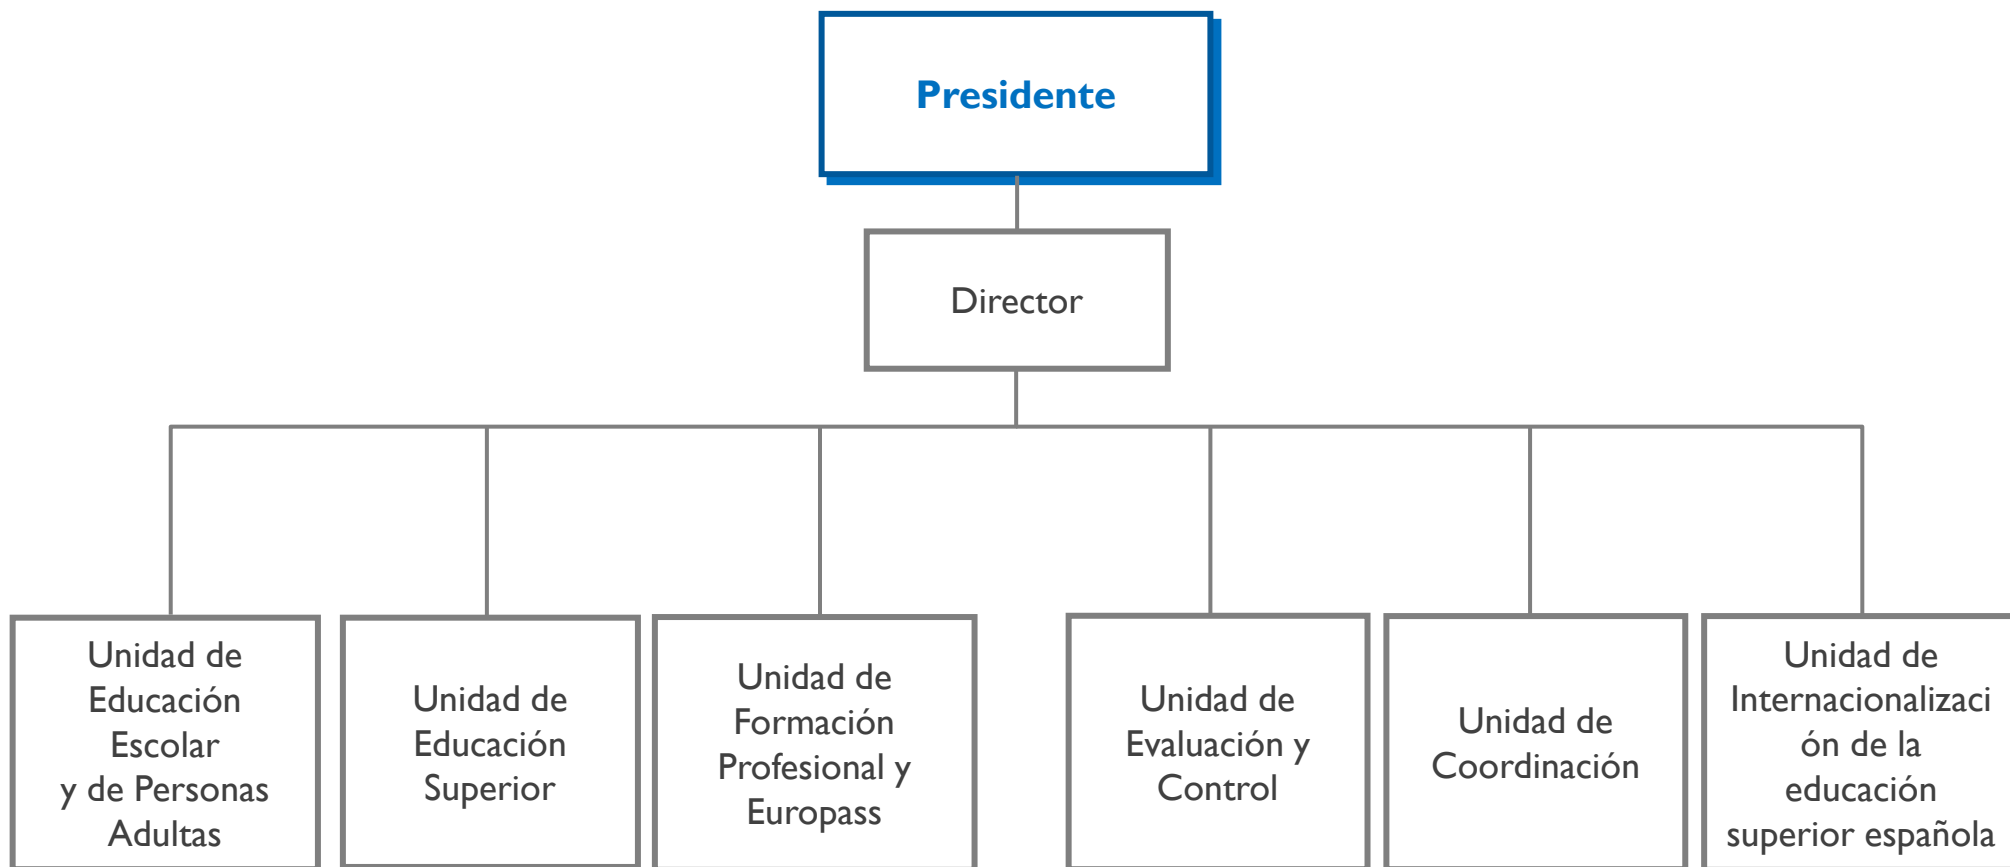 Presidente
Director
Unidad de
Educación
Escolar
y de Personas
Adultas
Unidad de
Educación
Superior
Unidad de
Formación
Profesional y
Europass
Unidad de
Evaluación y
Control
Unidad de
Coordinación
Unidad de
Internacionalizaci
ón de la
educación
superior española